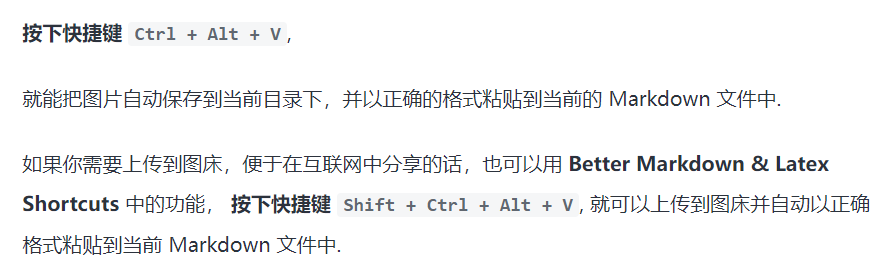 按下快捷键 Ctrl + Alt + V,
就能把图片自动保存到当前目录下，并以正确的格式粘贴到当前的 Markdown 文件中.
如果你需要上传到图床，便于在互联网中分享的话，也可以用 Better Markdown & Latex
Shortcuts 中的功能， 按下快捷键 Shift + Ctrl + Alt + V, 就可以上传到图床并自动以正确
格式粘贴到当前 Markdown 文件中.